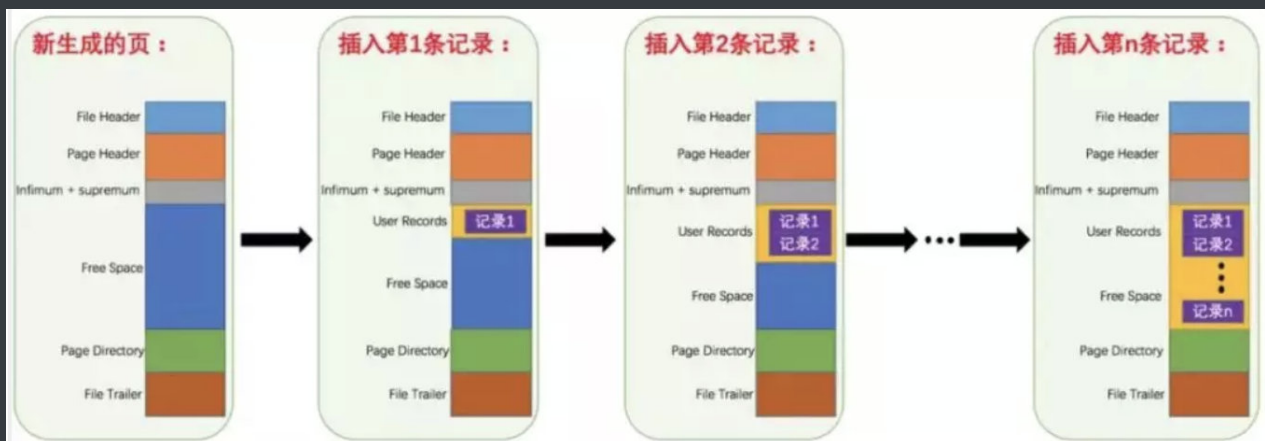 新生成的页：
File Header
Page Header
Infimum + supremum
Free Space
Page Directory
File Trailer
插入第1条记录：
File Header
Page Header
Infimum + supremum
User Records
记录1
Free Space
Page Directory
File Trailer
插入第2条记录：
File Header
Page Header
Infimum + supremum
User Records
记录1
记录2
Free Space
Page Directory
File Trailer
插入第n条记录：
File Header
Page Header
Infimum + supremum
User Records
记录1
记录2
Free Space
记录n
Page Directory
File Trailer